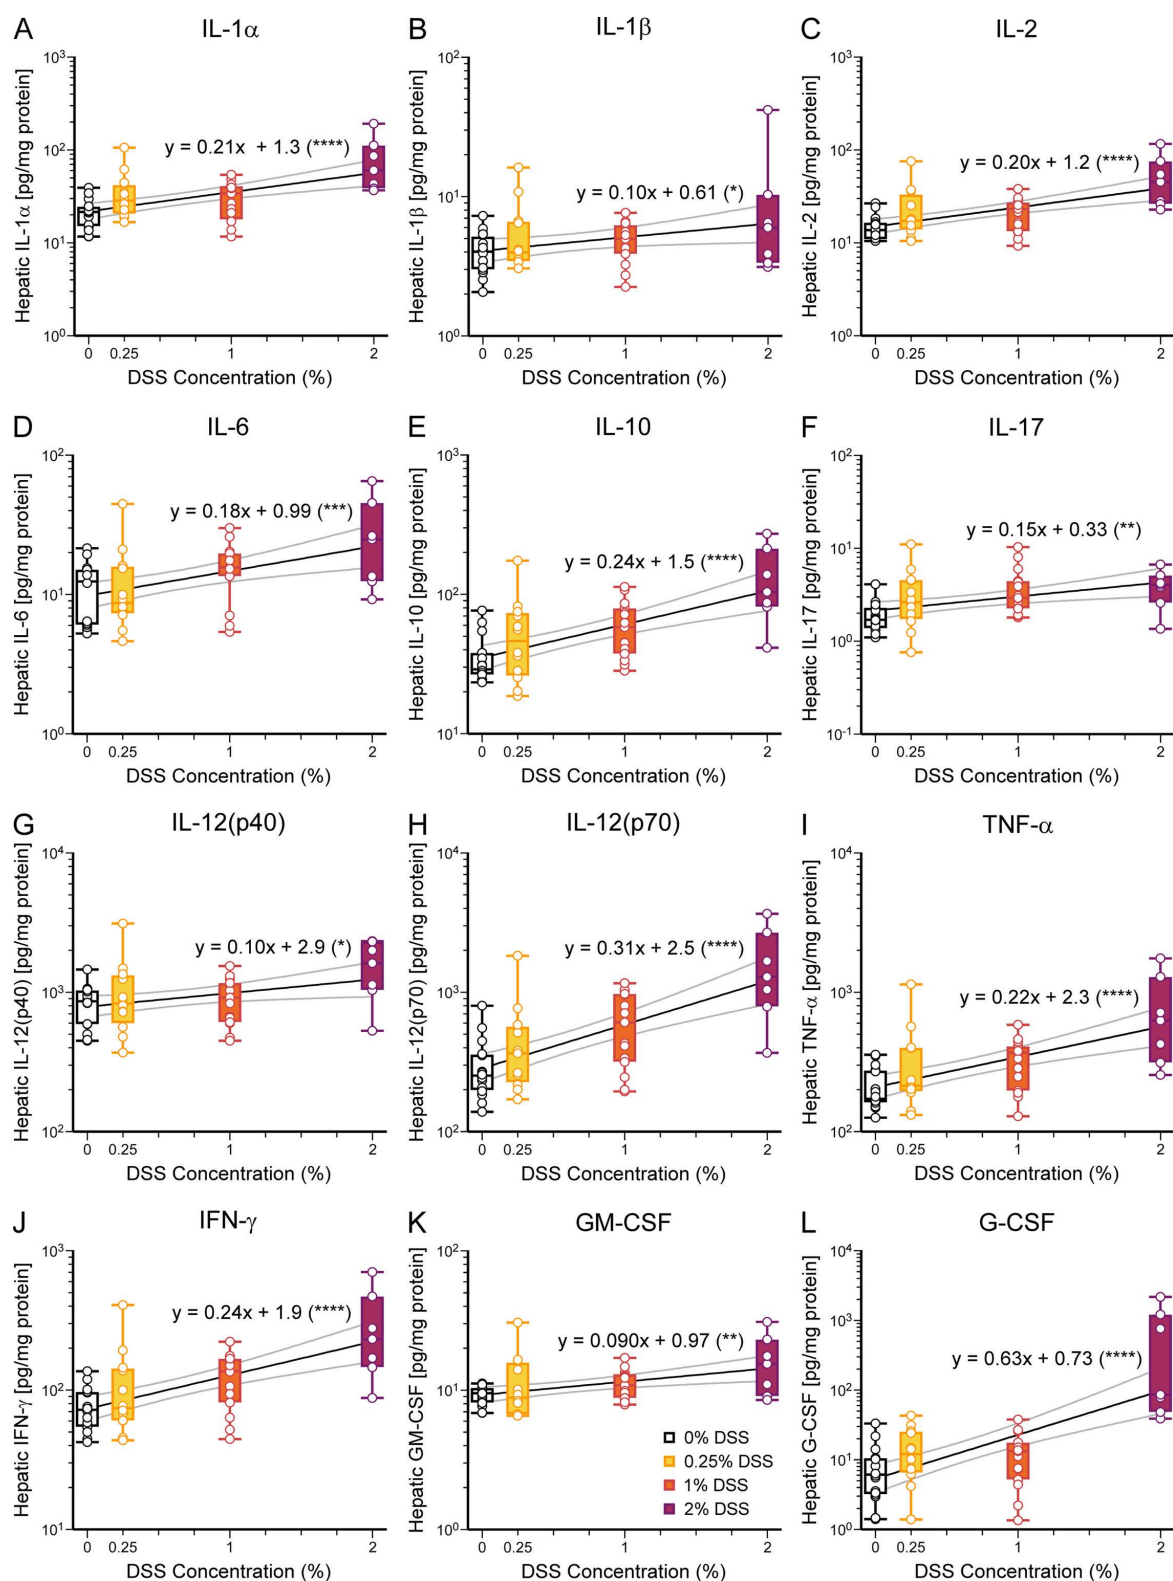 A IL-1α
Hepatic IL-1α [pg/mg protein]
10³
10²
10¹
10⁰
y = 0.21x + 1.3 (****)
0 0.25 1 2
DSS Concentration (%)
B IL-1β
Hepatic IL-1β [pg/mg protein]
10²
10¹
10⁰
y = 0.10x + 0.61 (*)
0 0.25 1 2
DSS Concentration (%)
C IL-2
Hepatic IL-2 [pg/mg protein]
10³
10²
10¹
10⁰
y = 0.20x + 1.2 (****)
0 0.25 1 2
DSS Concentration (%)
D IL-6
Hepatic IL-6 [pg/mg protein]
10²
10¹
10⁰
y = 0.18x + 0.99 (***)
0 0.25 1 2
DSS Concentration (%)
E IL-10
Hepatic IL-10 [pg/mg protein]
10³
10²
10¹
y = 0.24x + 1.5 (****)
0 0.25 1 2
DSS Concentration (%)
F IL-17
Hepatic IL-17 [pg/mg protein]
10²
10¹
10⁰
10⁻¹
y = 0.15x + 0.33 (**)
0 0.25 1 2
DSS Concentration (%)
G IL-12(p40)
Hepatic IL-12(p40) [pg/mg protein]
10⁴
10³
10²
y = 0.10x + 2.9 (*)
0 0.25 1 2
DSS Concentration (%)
H IL-12(p70)
Hepatic IL-12(p70) [pg/mg protein]
10⁴
10³
10²
y = 0.31x + 2.5 (****)
0 0.25 1 2
DSS Concentration (%)
I TNF-α
Hepatic TNF-α [pg/mg protein]
10⁴
10³
10²
y = 0.22x + 2.3 (****)
0 0.25 1 2
DSS Concentration (%)
J IFN-γ
Hepatic IFN-γ [pg/mg protein]
10³
10²
10¹
y = 0.24x + 1.9 (****)
0 0.25 1 2
DSS Concentration (%)
K GM-CSF
Hepatic GM-CSF [pg/mg protein]
10²
10¹
10⁰
y = 0.090x + 0.97 (**)
0% DSS
0.25% DSS
1% DSS
2% DSS
0 0.25 1 2
DSS Concentration (%)
L G-CSF
Hepatic G-CSF [pg/mg protein]
10⁴
10³
10²
10¹
10⁰
y = 0.63x + 0.73 (****)
0 0.25 1 2
DSS Concentration (%)